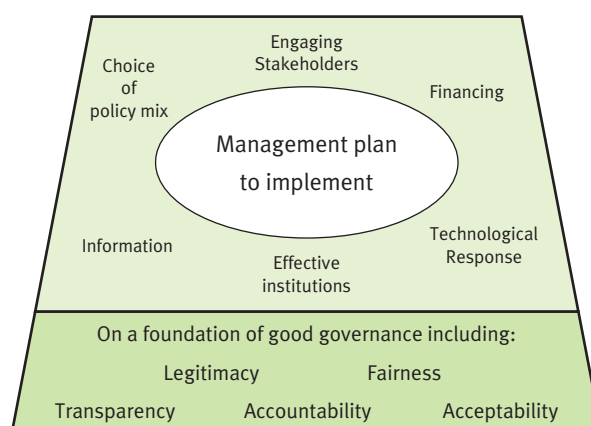 Engaging
Stakeholders
Choice
of
policy mix
Financing
Management plan
to implement
Information
Technological
Response
Effective
institutions
On a foundation of good governance including:
Legitimacy Fairness
Transparency Accountability Acceptability